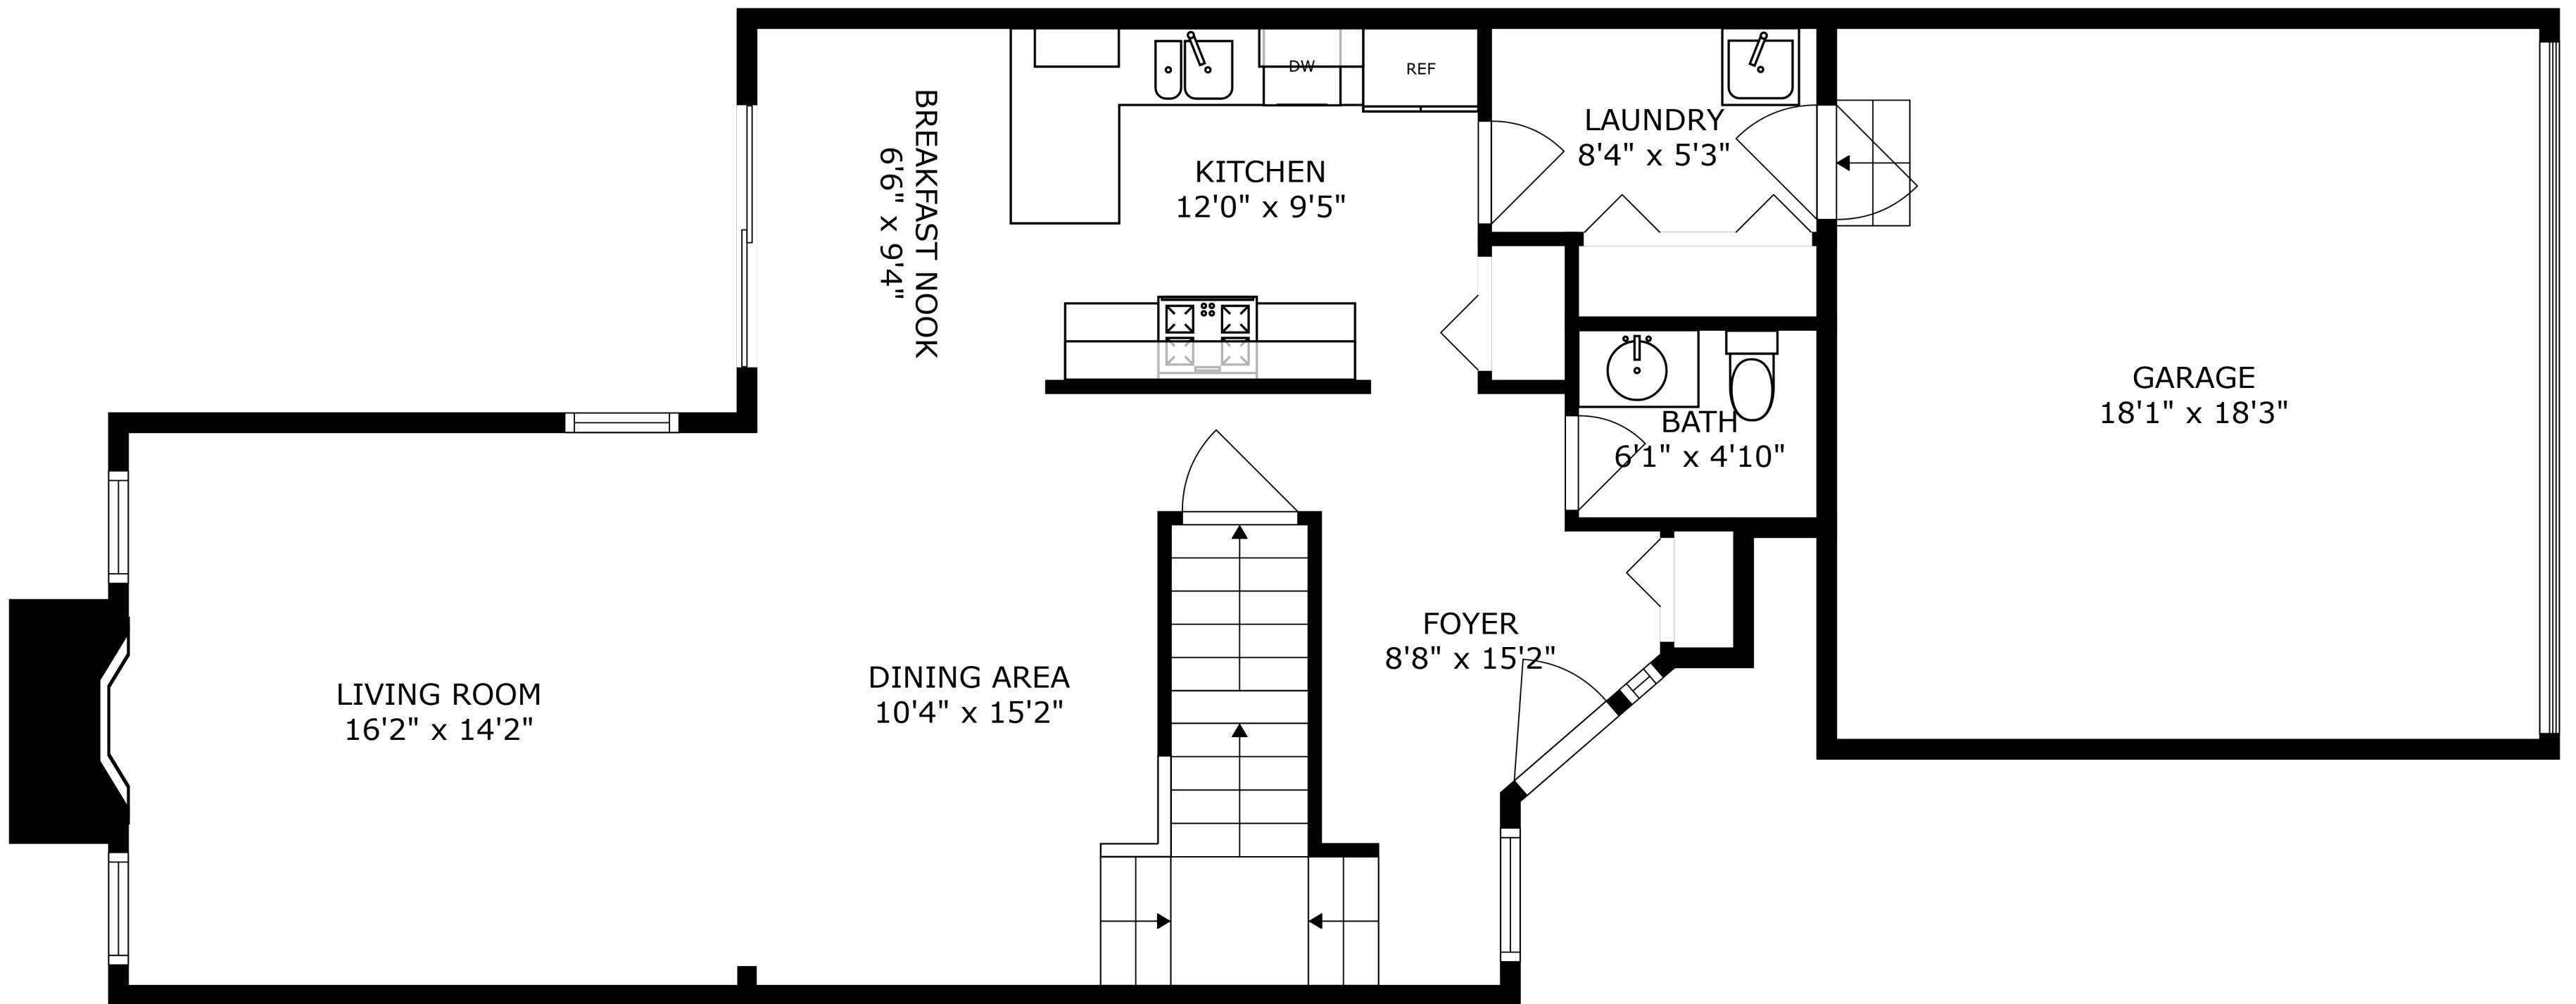 DW
REF
BREAKFAST NOOK
6'6" x 9'4"
KITCHEN
12'0" x 9'5"
LAUNDRY
8'4" x 5'3"
GARAGE
18'1" x 18'3"
BATH
6'1" x 4'10"
FOYER
8'8" x 15'2"
DINING AREA
10'4" x 15'2"
LIVING ROOM
16'2" x 14'2"